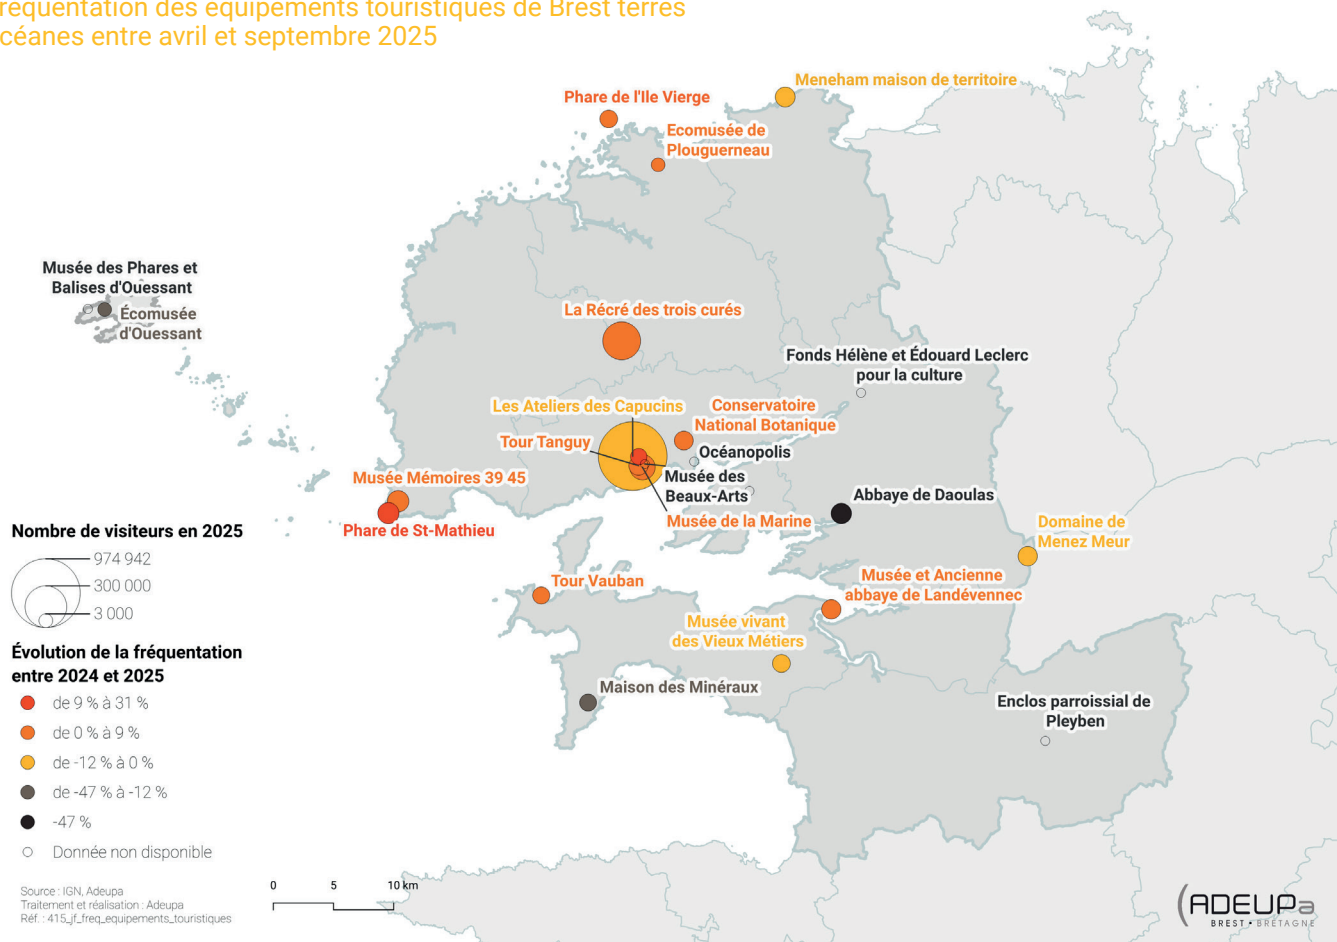 réquentation des équipements touristiques de Brest terres
céanes entre avril et septembre 2025
Meneham maison de territoire
Phare de l'Ile Vierge
Ecomusée de
Plouguerneau
Musée des Phares et
Balises d'Ouessant
Écomusée
d'Ouessant
La Récré des trois curés
Fonds Hélène et Édouard Leclerc
pour la culture
Les Ateliers des Capucins
Conservatoire
National Botanique
Tour Tanguy
Océanopolis
Musée des
Beaux-Arts
Musée Mémoires 39 45
Phare de St-Mathieu
Musée de la Marine
Abbaye de Daoulas
Domaine de
Menez Meur
Tour Vauban
Musée et Ancienne
abbaye de Landévennec
Musée vivant
des Vieux Métiers
Maison des Minéraux
Enclos parroissial de
Pleyben
Nombre de visiteurs en 2025
974 942
300 000
3 000
Évolution de la fréquentation
entre 2024 et 2025
de 9 % à 31 %
de 0 % à 9 %
de -12 % à 0 %
de -47 % à -12 %
-47 %
Donnée non disponible
Source : IGN, Adeupa
Traitement et réalisation : Adeupa
Réf. : 415_jf_freq_equipements_touristiques
0 5 10 km
ADEUPa
BREST • BRETAGNE